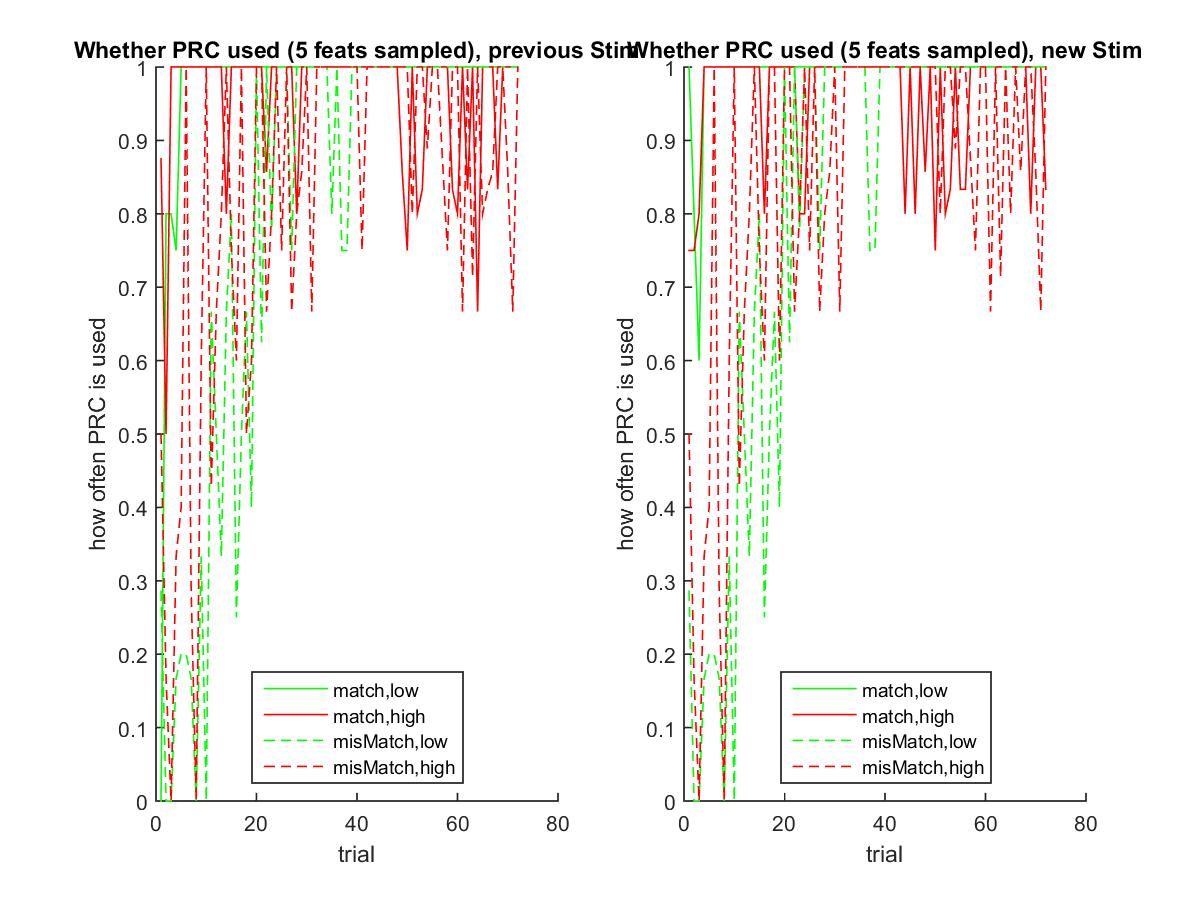 Whether PRC used (5 feats sampled), previous Stim
1
0.9
0.8
0.7
0.6
0.5
0.4
0.3
0.2
0.1
0
how often PRC is used
match,low
match,high
misMatch,low
misMatch,high
0 20 40 60 80
trial
Whether PRC used (5 feats sampled), new Stim
1
0.9
0.8
0.7
0.6
0.5
0.4
0.3
0.2
0.1
0
how often PRC is used
match,low
match,high
misMatch,low
misMatch,high
0 20 40 60 80
trial